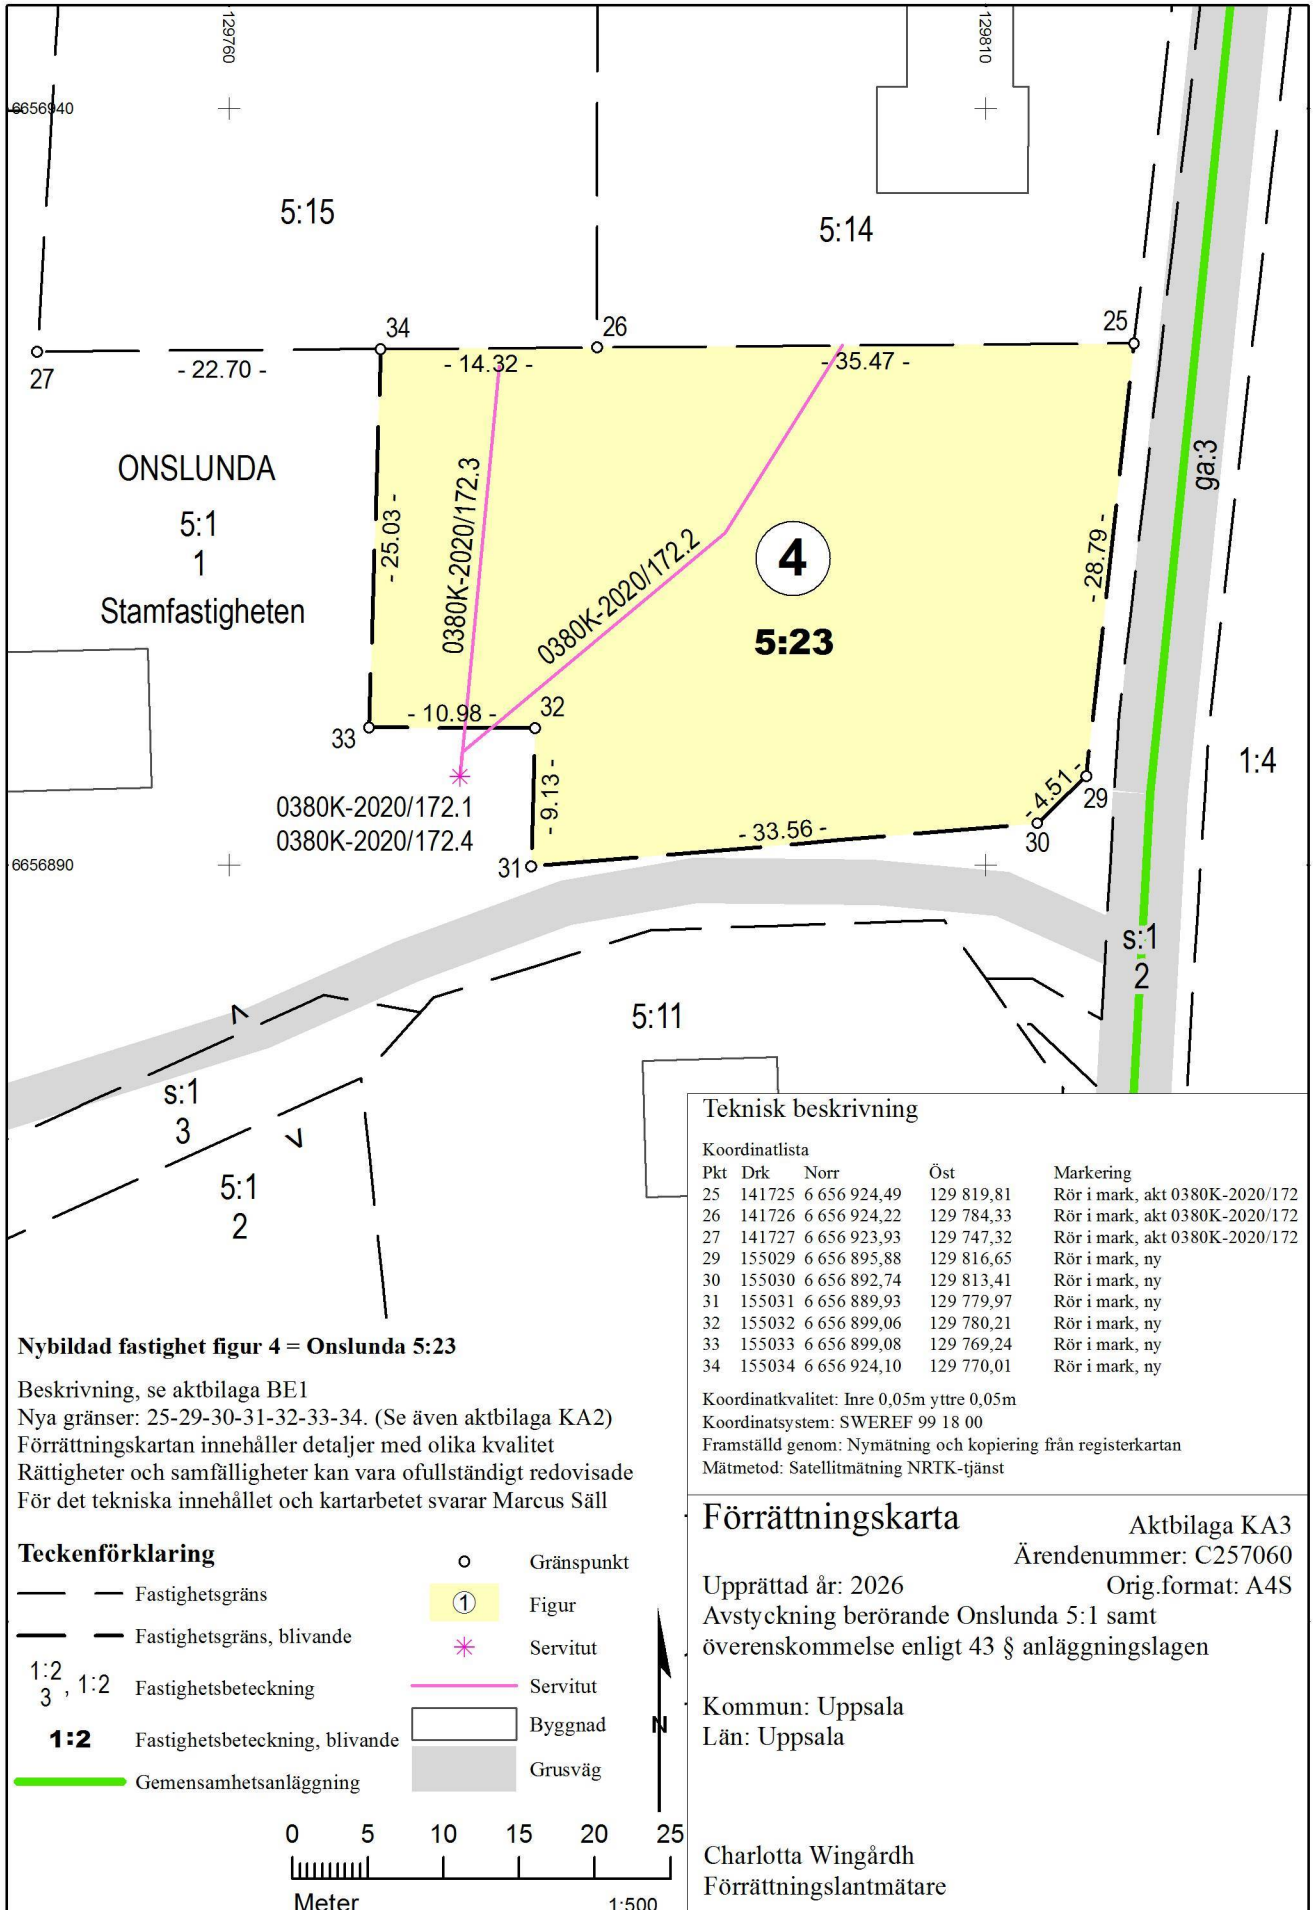 129760
129810
6656940
5:15
5:14
34
26
25
27
- 22.70 -
- 14.32 -
- 35.47 -
ONSLUNDA
5:1
1
Stamfastigheten
- 25.03 -
0380K-2020/172.3
0380K-2020/172.2
4
5:23
- 28.79 -
ga:3
33
- 10.98 -
32
- 9.13 -
0380K-2020/172.1
0380K-2020/172.4
- 4.51 -
29
30
1:4
- 33.56 -
31
6656890
s:1
2
5:11
s:1
3
5:1
2
Teknisk beskrivning
Koordinatlista
Pkt Drk Norr Öst Markering
25 141725 6 656 924,49 129 819,81 Rör i mark, akt 0380K-2020/172
26 141726 6 656 924,22 129 784,33 Rör i mark, akt 0380K-2020/172
27 141727 6 656 923,93 129 747,32 Rör i mark, akt 0380K-2020/172
29 155029 6 656 895,88 129 816,65 Rör i mark, ny
30 155030 6 656 892,74 129 813,41 Rör i mark, ny
31 155031 6 656 889,93 129 779,97 Rör i mark, ny
32 155032 6 656 899,06 129 780,21 Rör i mark, ny
33 155033 6 656 899,08 129 769,24 Rör i mark, ny
34 155034 6 656 924,10 129 770,01 Rör i mark, ny
Koordinatkvalitet: Inre 0,05m yttre 0,05m
Koordinatsystem: SWEREF 99 18 00
Framställd genom: Nymätning och kopiering från registerkartan
Mätmetod: Satellitmätning NRTK-tjänst
Nybildad fastighet figur 4 = Onslunda 5:23
Beskrivning, se aktbilaga BE1
Nya gränser: 25-29-30-31-32-33-34. (Se även aktbilaga KA2)
Förrättningskartan innehåller detaljer med olika kvalitet
Rättigheter och samfälligheter kan vara ofullständigt redovisade
För det tekniska innehållet och kartarbetet svarar Marcus Säll
Teckenförklaring
Fastighetsgräns
Fastighetsgräns, blivande
1:2
3 , 1:2 Fastighetsbeteckning
1:2 Fastighetsbeteckning, blivande
Gemensamhetsanläggning
Gränspunkt
1 Figur
Servitut
Servitut
Byggnad
Grusväg
N
0 5 10 15 20 25
Meter 1:500
Förrättningskarta
Aktbilaga KA3
Ärendenummer: C257060
Upprättad år: 2026 Orig.format: A4S
Avstyckning berörande Onslunda 5:1 samt
överenskommelse enligt 43 § anläggningslagen
Kommun: Uppsala
Län: Uppsala
Charlotta Wingårdh
Förrättningslantmätare